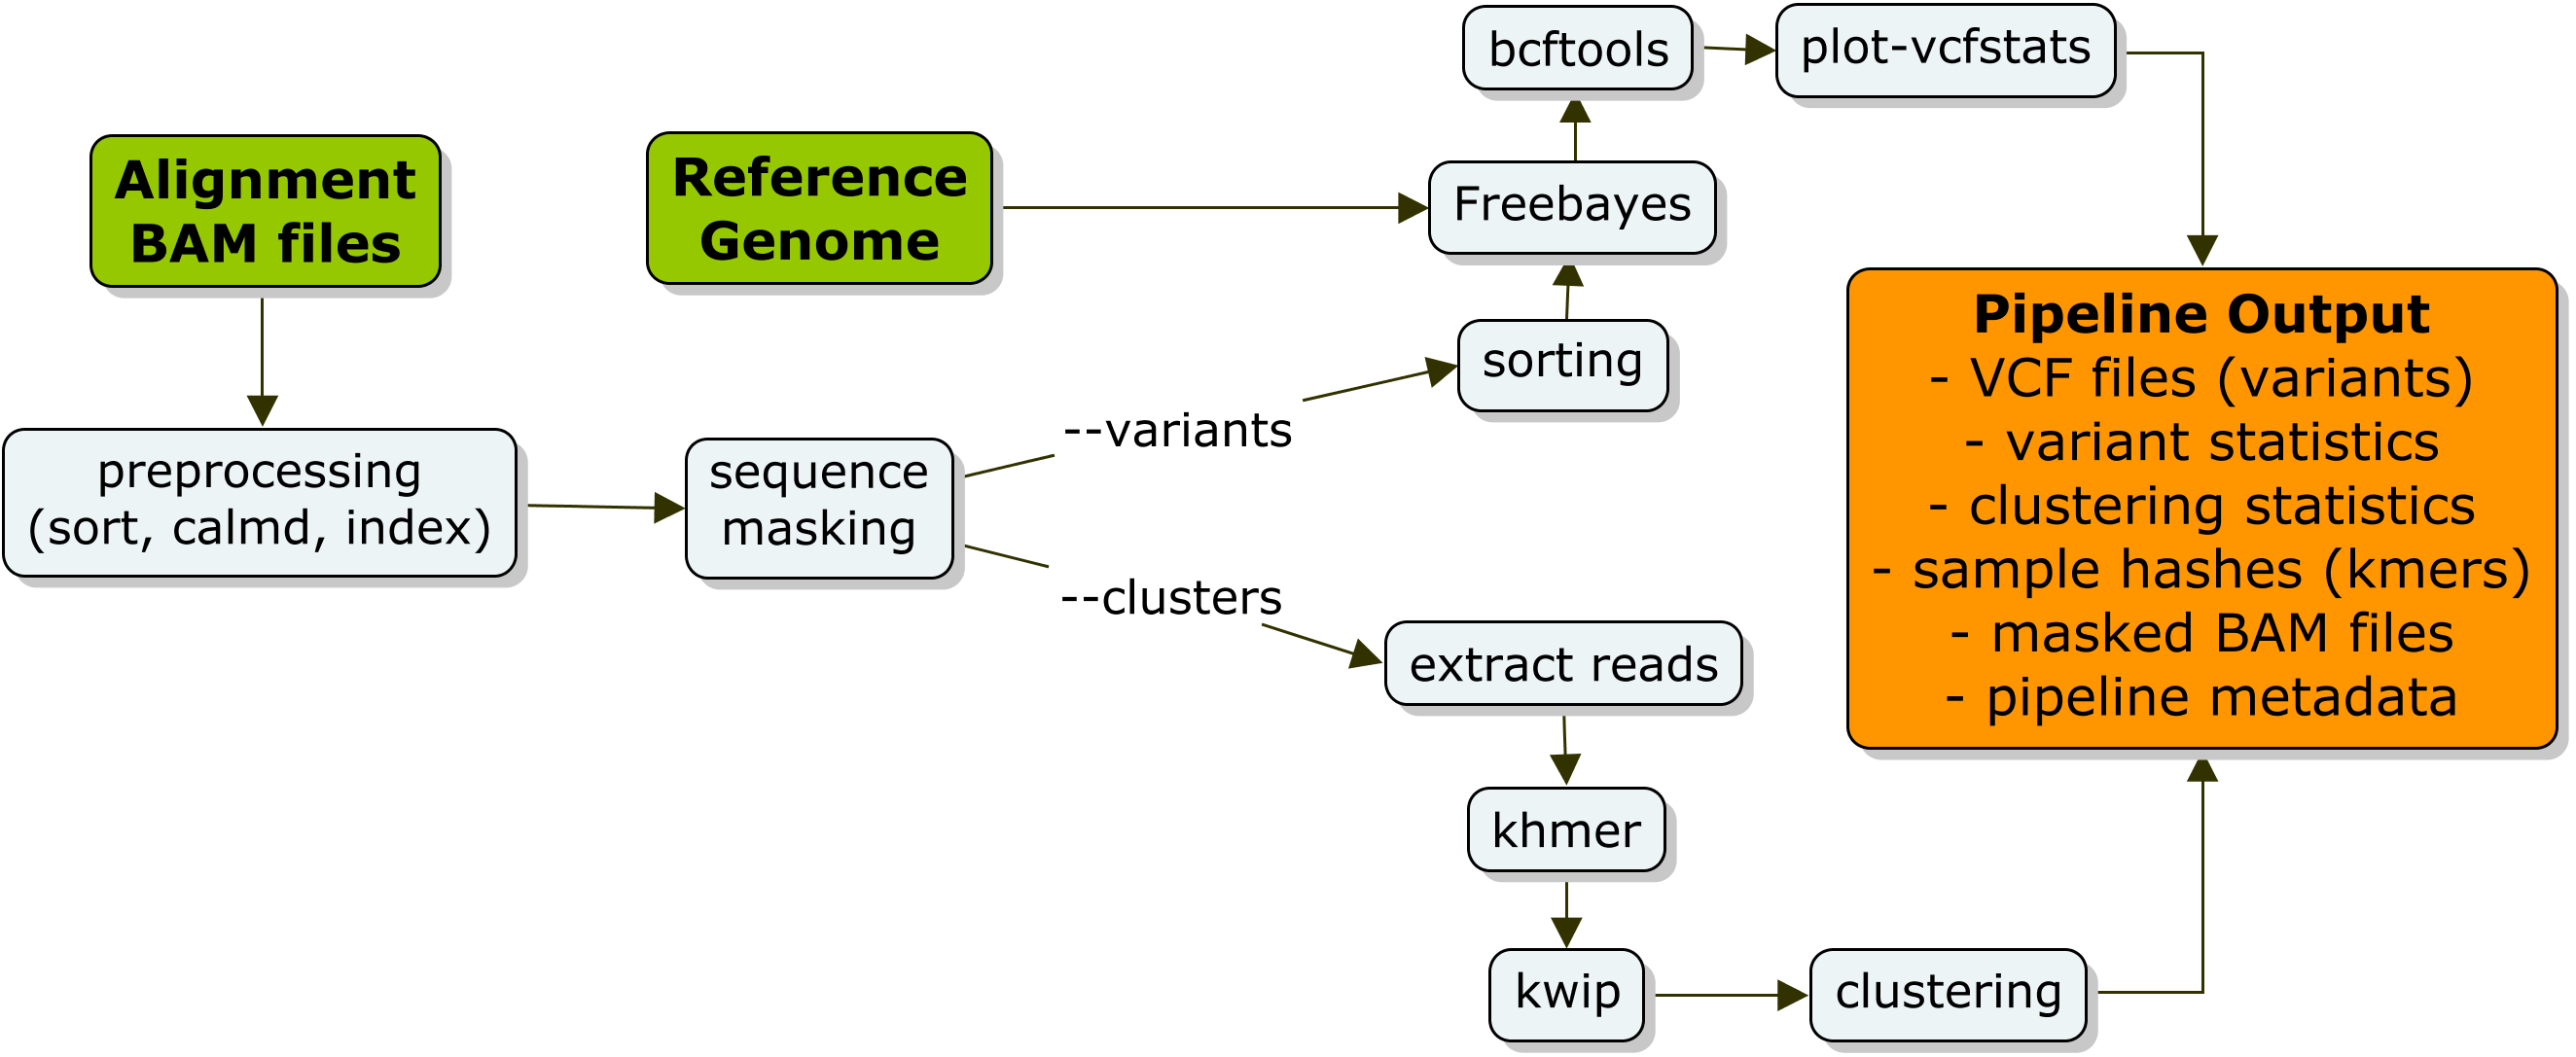 bcftools
plot-vcfstats
Alignment
BAM files
Reference
Genome
Freebayes
sorting
Pipeline Output
- VCF files (variants)
- variant statistics
- clustering statistics
- sample hashes (kmers)
- masked BAM files
- pipeline metadata
preprocessing
(sort, calmd, index)
sequence
masking
--variants
--clusters
extract reads
khmer
kwip
clustering